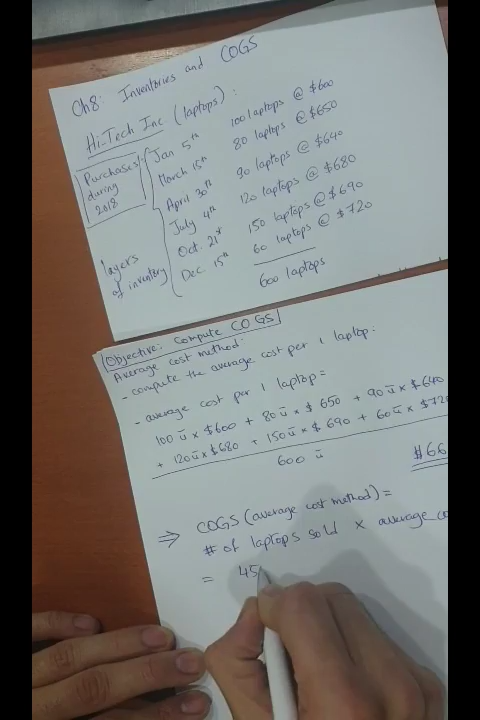 Ch8: Inventories and COGS
Hi-Tech Inc (laptops):
Purchases during 2018
Jan 5th 100 laptops @ $600
March 15th 80 laptops @ $650
April 30th 90 laptops @ $640
July 4th 120 laptops @ $680
Oct. 21st 150 laptops @ $690
Dec. 15th 60 laptops @ $720
600 laptops
layers of inventory
Objective: Compute COGS
Average cost method:
- compute the average cost per 1 laptop:
- average cost per 1 laptop =
100 ū x $600 + 80 ū x $650 + 90 ū x $640
+ 120 ū x $680 + 150 ū x $690 + 60 ū x $720
600 ū
$66
⇒ COGS (average cost method) =
# of laptops sold x average co
= 45